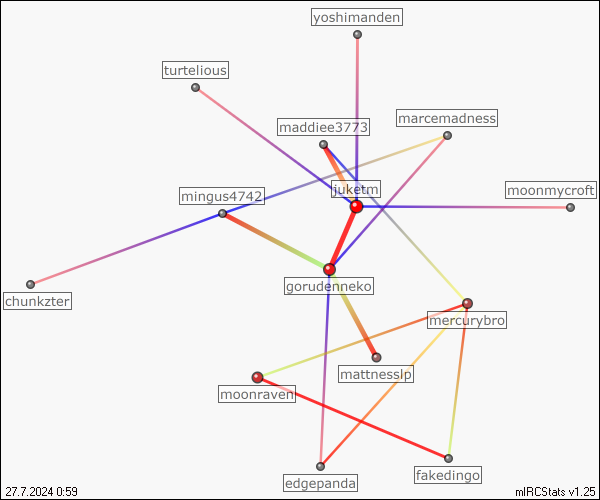 yoshimanden
turtelious
maddiee3773
marcemadness
mingus4742
juketm
moonmycroft
gorudenneko
chunkzter
mercurybro
mattnesslp
moonraven
edgepanda
fakedingo
27.7.2024 0:59
mIRCStats v1.25